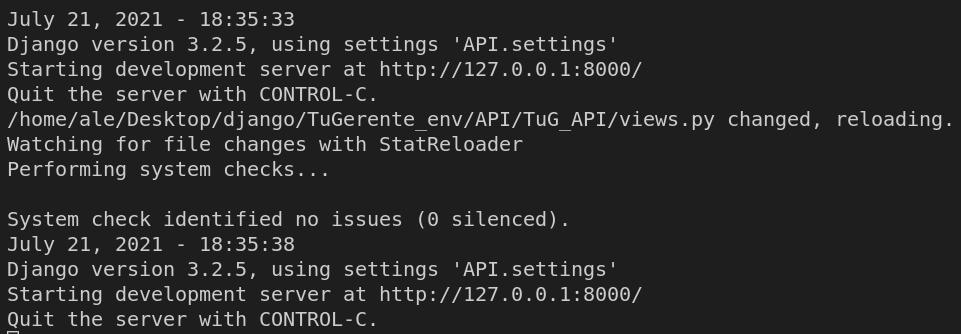 July 21, 2021 - 18:35:33
Django version 3.2.5, using settings 'API.settings'
Starting development server at http://127.0.0.1:8000/
Quit the server with CONTROL-C.
/home/ale/Desktop/django/TuGerente_env/API/TuG_API/views.py changed, reloading.
Watching for file changes with StatReloader
Performing system checks...

System check identified no issues (0 silenced).
July 21, 2021 - 18:35:38
Django version 3.2.5, using settings 'API.settings'
Starting development server at http://127.0.0.1:8000/
Quit the server with CONTROL-C.